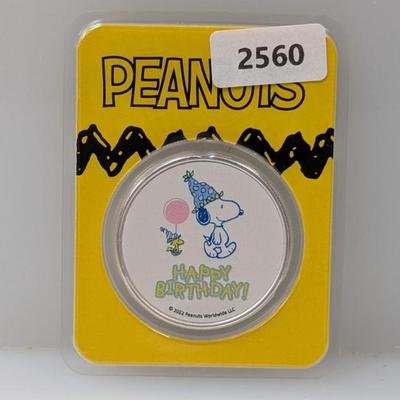 2560
PEANUTS
HAPPY
BIRTHDAY!
© 2022 Peanuts Worldwide LLC